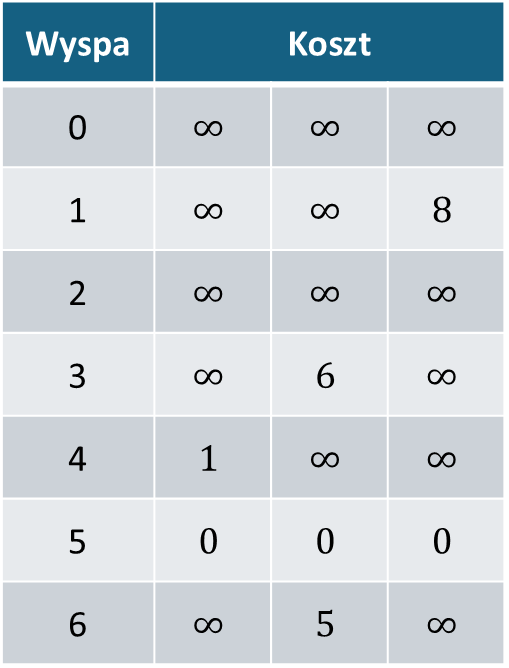 Wyspa Koszt
0 ∞ ∞ ∞
1 ∞ ∞ 8
2 ∞ ∞ ∞
3 ∞ 6 ∞
4 1 ∞ ∞
5 0 0 0
6 ∞ 5 ∞